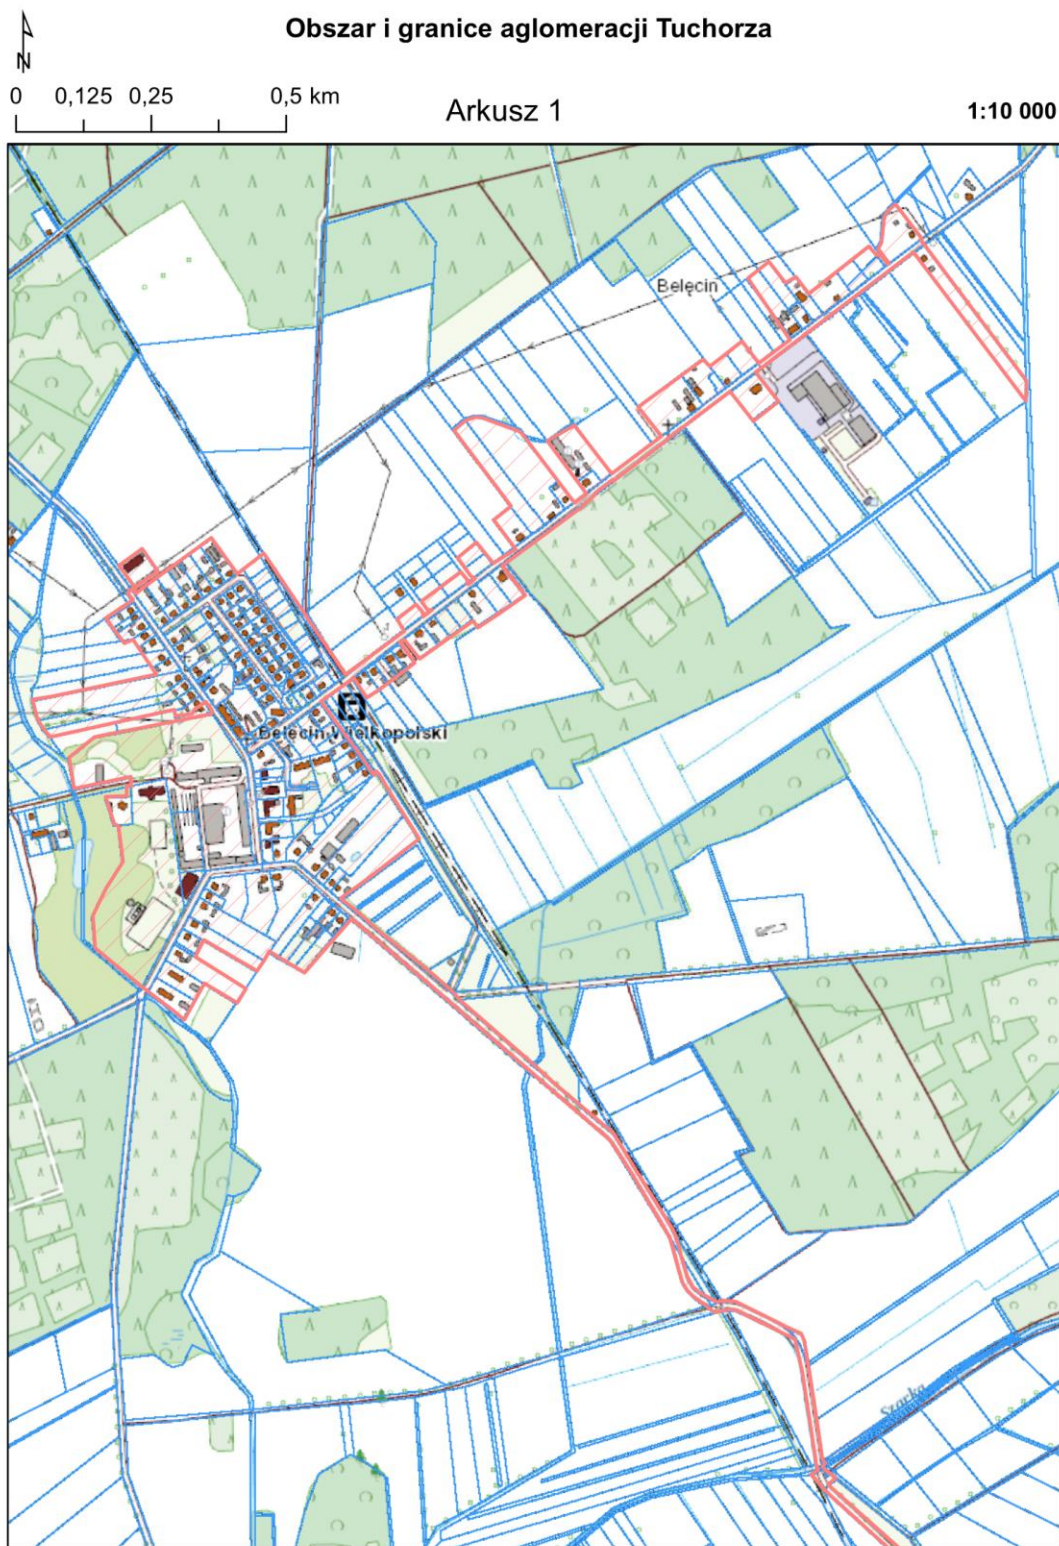 Obszar i granice aglomeracji Tuchorza
N
0 0,125 0,25 0,5 km
Arkusz 1
1:10 000
Belęcin
Belęcin Wielkopolski
Szarka